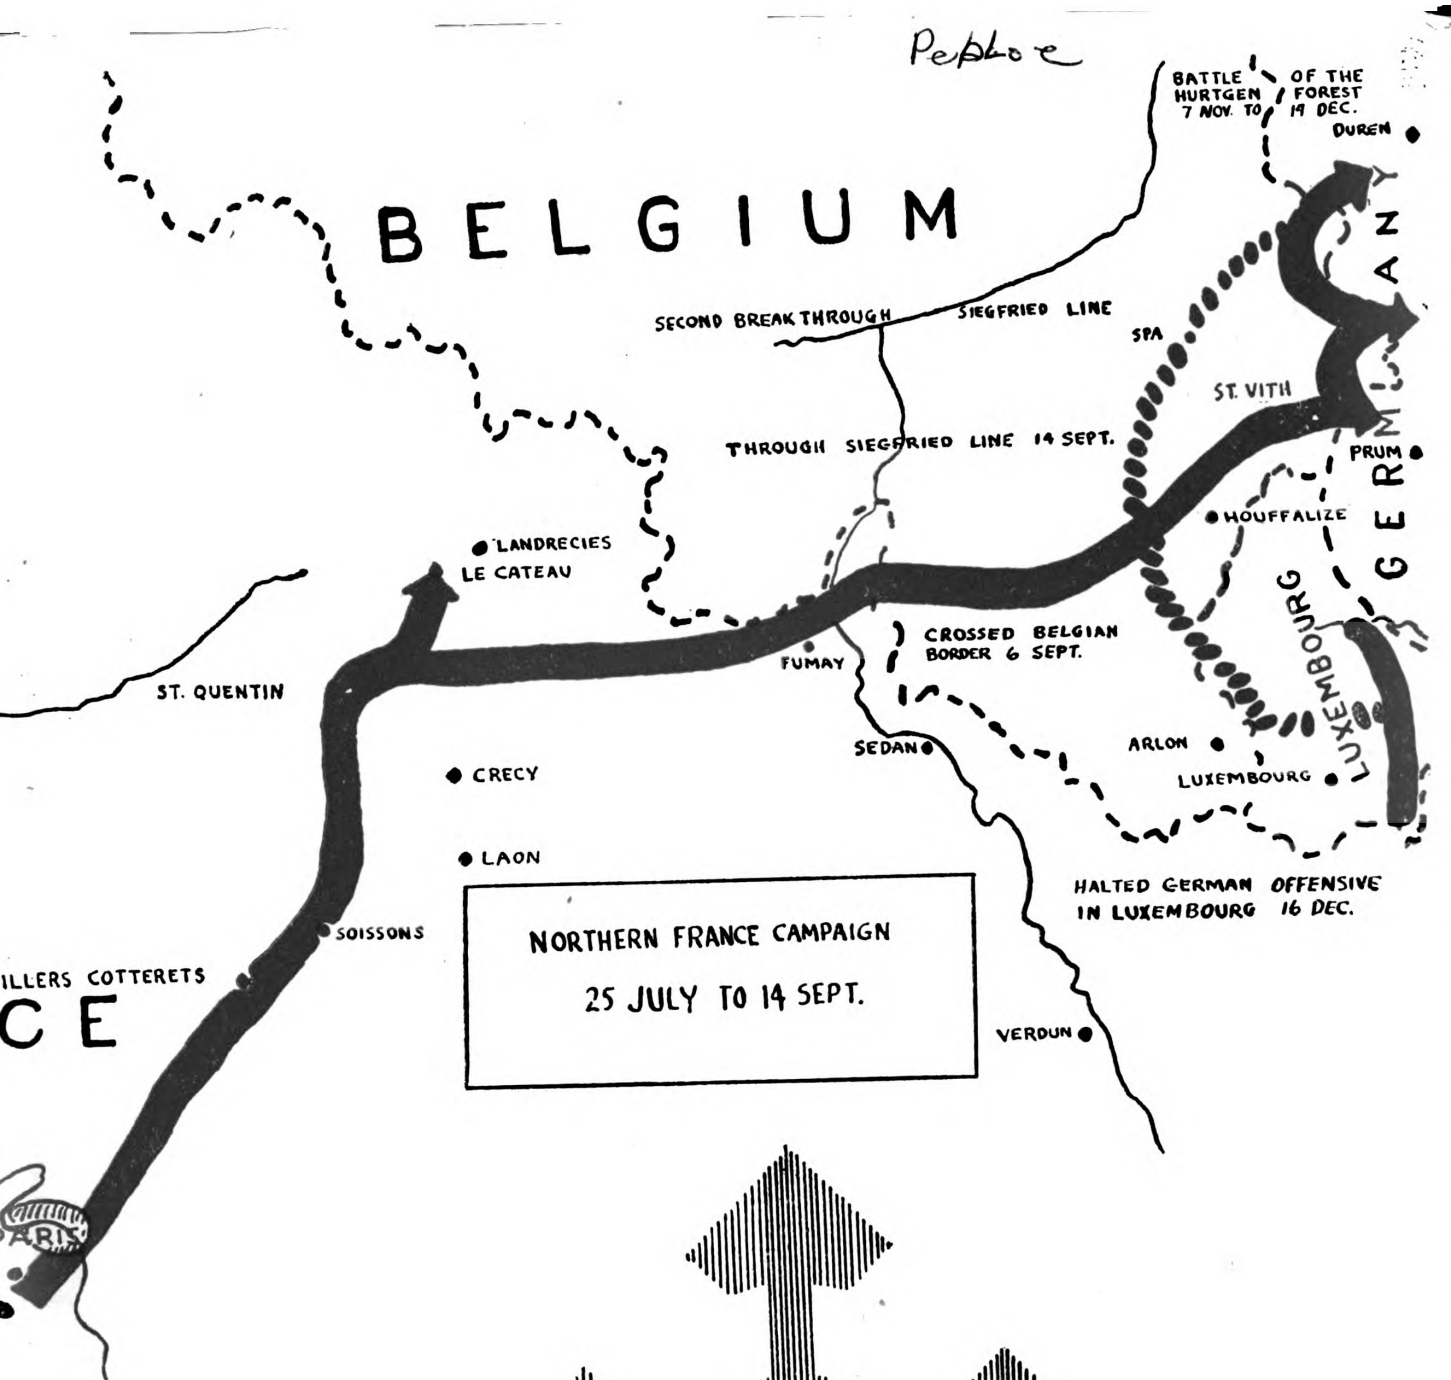 BATTLE OF THE
HURTGEN FOREST
7 NOV. TO 19 DEC.
DUREN
BELGIUM
GERMANY
SECOND BREAKTHROUGH SIEGFRIED LINE
SPA
ST. VITH
THROUGH SIEGFRIED LINE 14 SEPT.
PRUM
HOUFFALIZE
LANDRECIES
LE CATEAU
LUXEMBOURG
CROSSED BELGIAN
BORDER 6 SEPT.
FUMAY
ST. QUENTIN
SEDAN
ARLON
LUXEMBOURG
CRECY
LAON
HALTED GERMAN OFFENSIVE
IN LUXEMBOURG 16 DEC.
SOISSONS
NORTHERN FRANCE CAMPAIGN
25 JULY TO 14 SEPT.
ILLERS COTTERETS
CE
VERDUN
PARIS